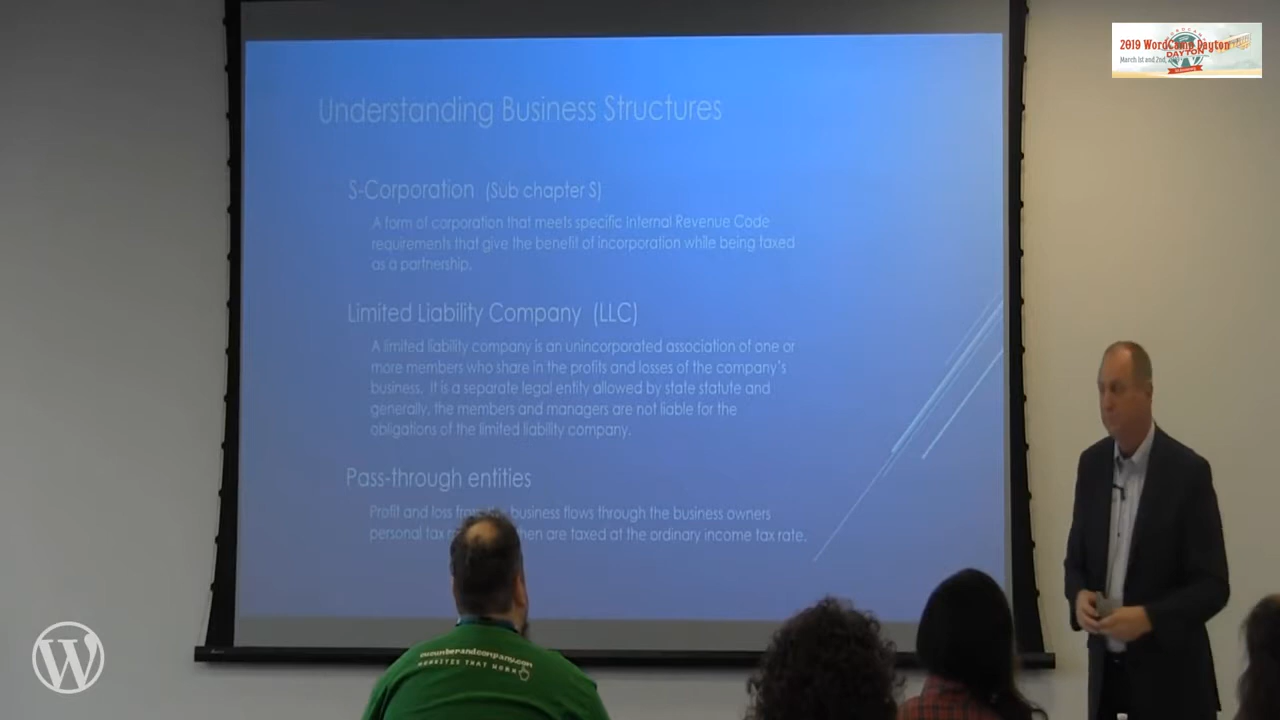 2019 WordCamp Dayton
March 1st and 2nd,
DAYTON
Understanding Business Structures
S-Corporation (Sub chapter S)
A form of corporation that meets specific Internal Revenue Code
requirements that give the benefit of incorporation while being taxed
as a partnership.
Limited Liability Company (LLC)
A limited liability company is an unincorporated association of one or
more members who share in the profits and losses of the company's
business. It is a separate legal entity allowed by state statute and
generally, the members and managers are not liable for the
obligations of the limited liability company.
Pass-through entities
Profit and loss business flows through the business owners
personal tax then are taxed at the ordinary income tax rate.
WEBSITES THAT WORK
W